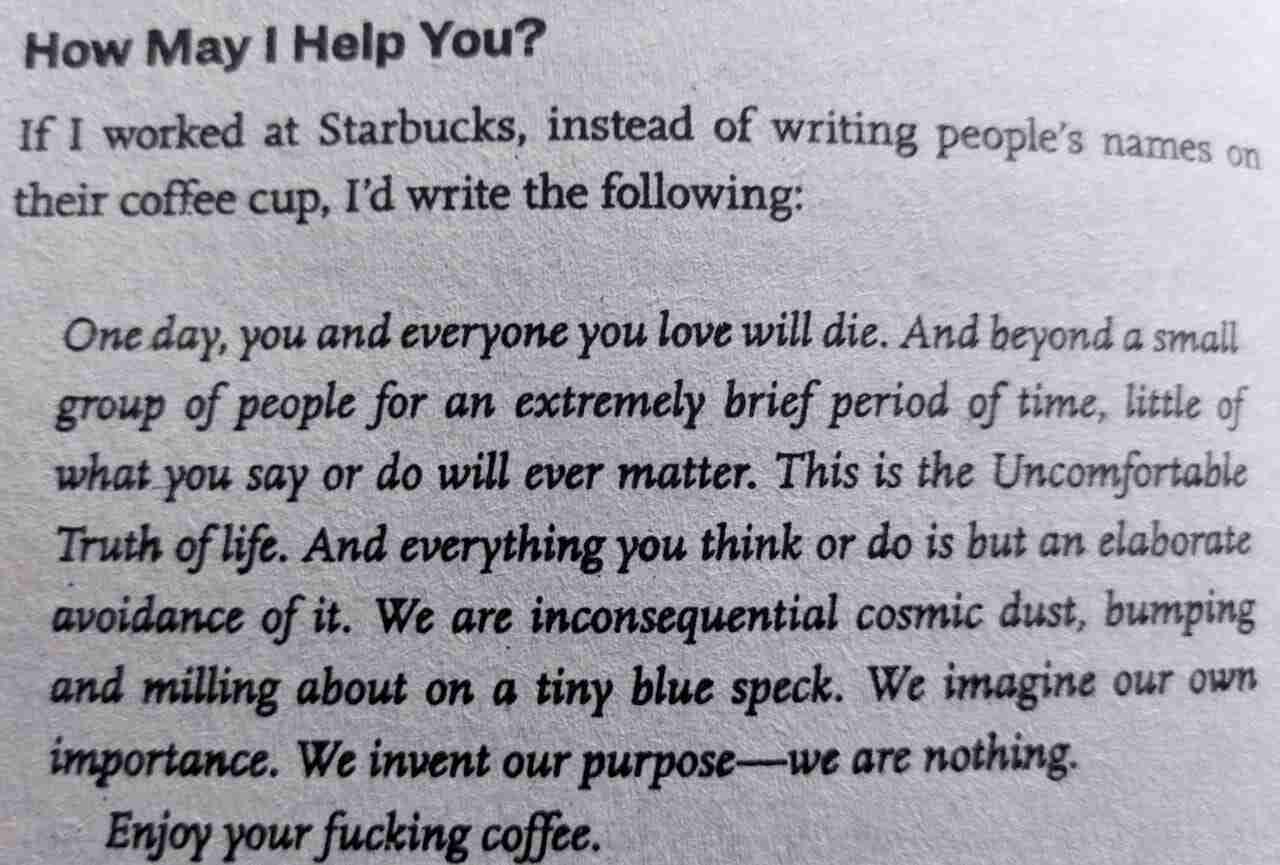 How May I Help You?
If I worked at Starbucks, instead of writing people's names on
their coffee cup, I'd write the following:
One day, you and everyone you love will die. And beyond a small
group of people for an extremely brief period of time, little of
what you say or do will ever matter. This is the Uncomfortable
Truth of life. And everything you think or do is but an elaborate
avoidance of it. We are inconsequential cosmic dust, bumping
and milling about on a tiny blue speck. We imagine our own
importance. We invent our purpose—we are nothing.
Enjoy your fucking coffee.